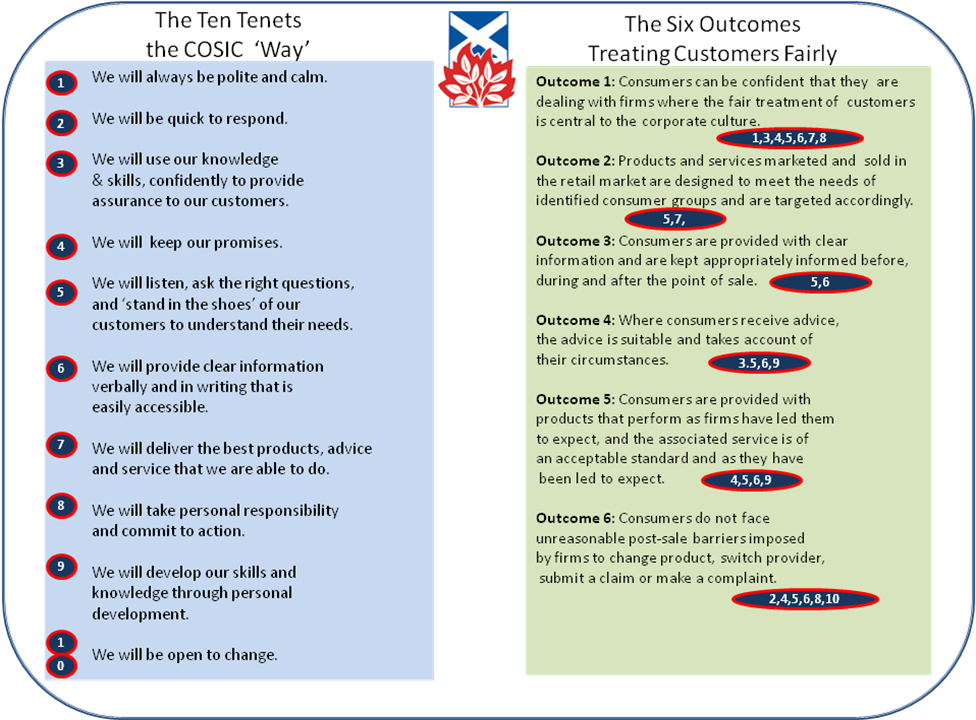 The Ten Tenets
the COSIC ‘Way’
1
We will always be polite and calm.
2
We will be quick to respond.
3
We will use our knowledge
& skills, confidently to provide
assurance to our customers.
4
We will keep our promises.
5
We will listen, ask the right questions,
and ‘stand in the shoes’ of our
customers to understand their needs.
6
We will provide clear information
verbally and in writing that is
easily accessible.
7
We will deliver the best products, advice
and service that we are able to do.
8
We will take personal responsibility
and commit to action.
9
We will develop our skills and
knowledge through personal
development.
1
0
We will be open to change.
The Six Outcomes
Treating Customers Fairly
Outcome 1: Consumers can be confident that they are
dealing with firms where the fair treatment of customers
is central to the corporate culture.
1,3,4,5,6,7,8
Outcome 2: Products and services marketed and sold in
the retail market are designed to meet the needs of
identified consumer groups and are targeted accordingly.
5,7,
Outcome 3: Consumers are provided with clear
information and are kept appropriately informed before,
during and after the point of sale.
5,6
Outcome 4: Where consumers receive advice,
the advice is suitable and takes account of
their circumstances.
3.5,6,9
Outcome 5: Consumers are provided with
products that perform as firms have led them
to expect, and the associated service is of
an acceptable standard and as they have
been led to expect.
4,5,6,9
Outcome 6: Consumers do not face
unreasonable post-sale barriers imposed
by firms to change product, switch provider,
submit a claim or make a complaint.
2,4,5,6,8,10